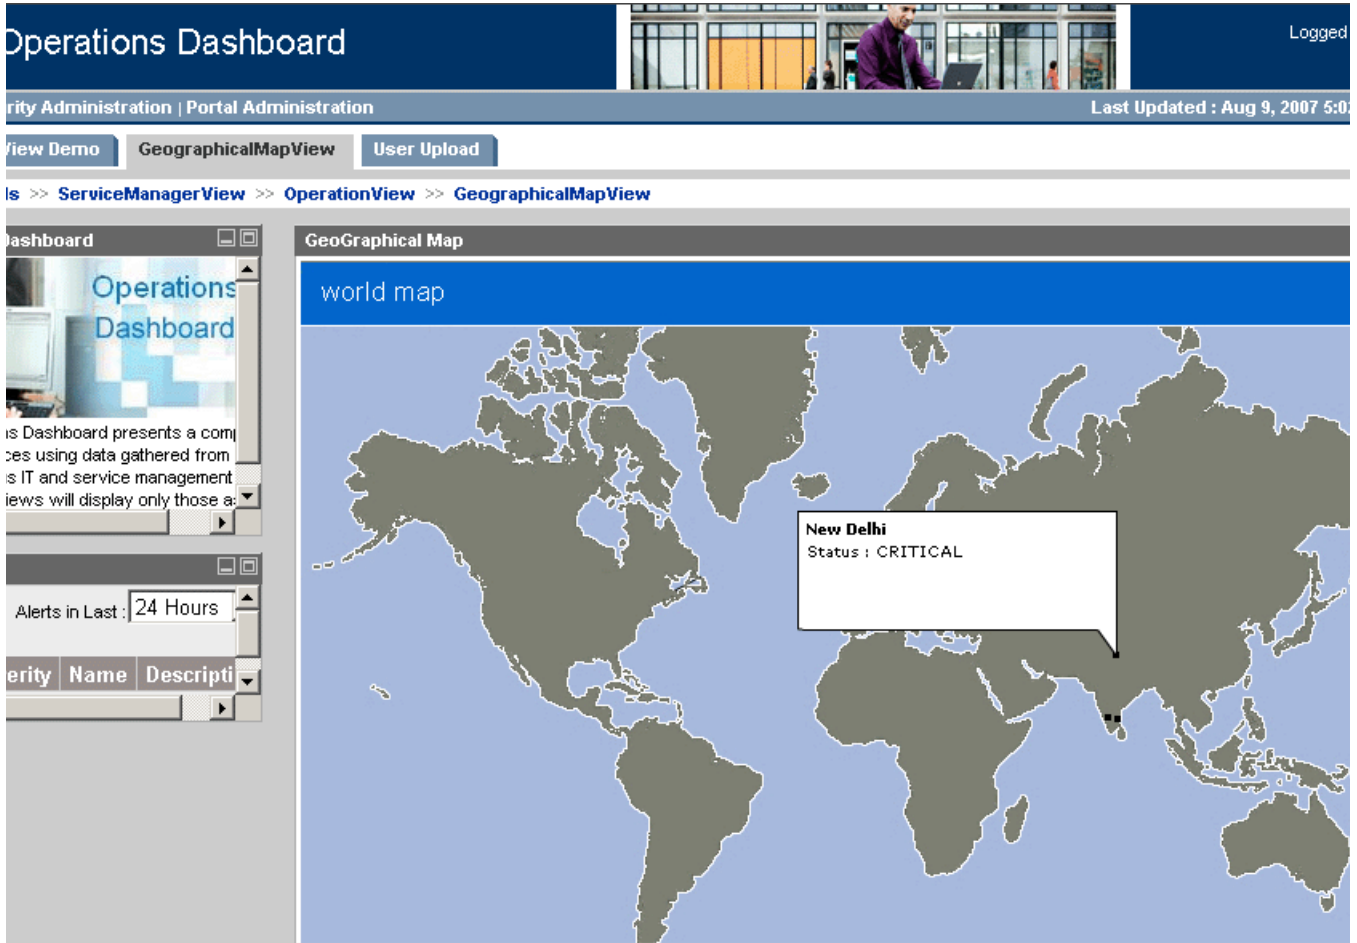 Operations Dashboard
Logged
rity Administration | Portal Administration
Last Updated : Aug 9, 2007 5:02
View Demo
GeographicalMapView
User Upload
ls >> ServiceManagerView >> OperationView >> GeographicalMapView
Dashboard
GeoGraphical Map
Operations
Dashboard
world map
ns Dashboard presents a com
ces using data gathered from
s IT and service management
iews will display only those a
New Delhi
Status : CRITICAL
Alerts in Last : 24 Hours
erity Name Descripti